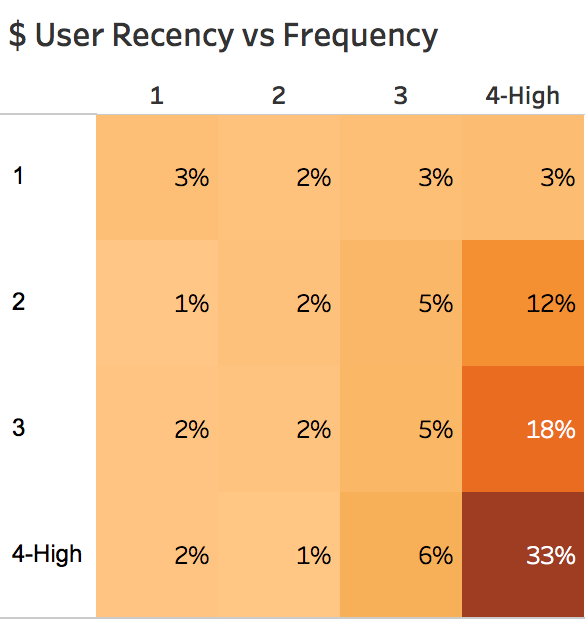 $ User Recency vs Frequency
1 2 3 4-High
1 3% 2% 3% 3%
2 1% 2% 5% 12%
3 2% 2% 5% 18%
4-High 2% 1% 6% 33%